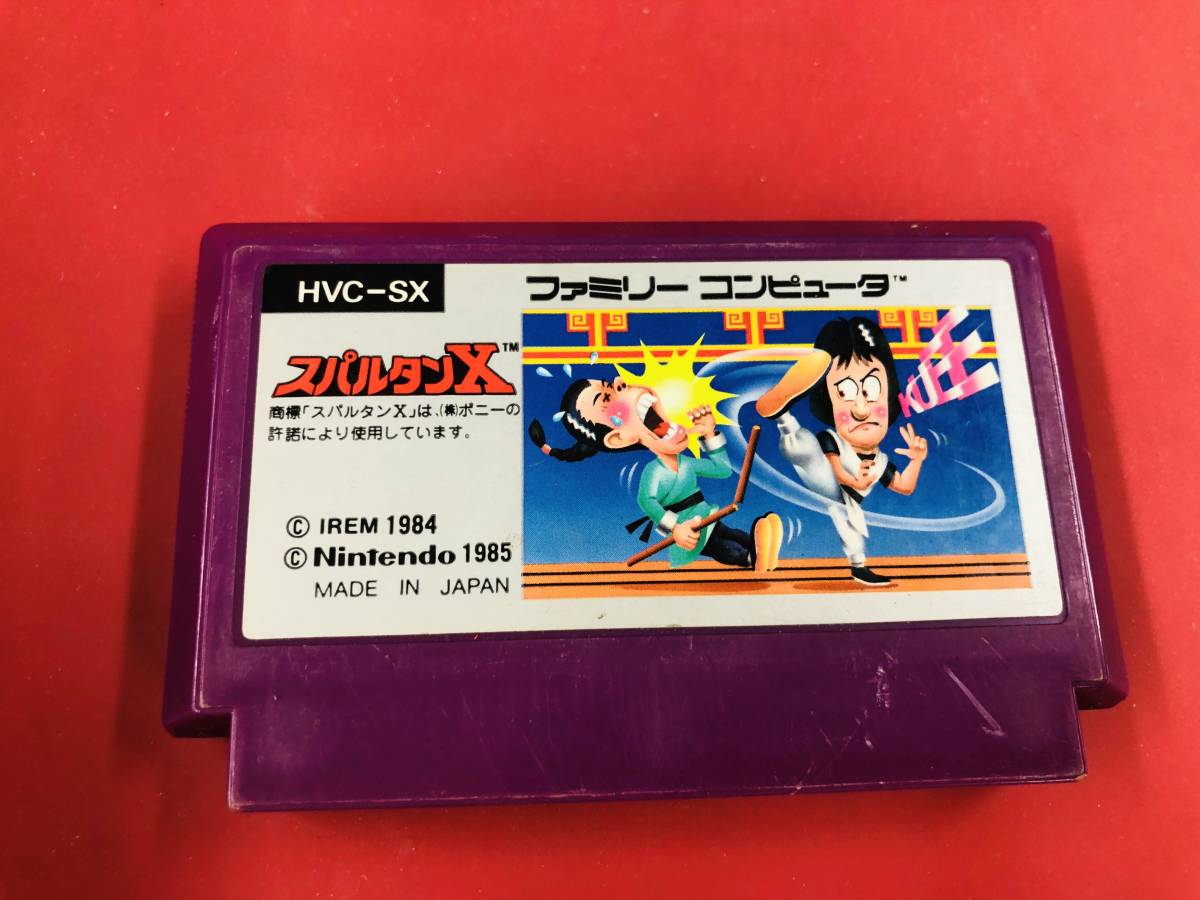 HVC-SX
ファミリー コンピュータ™
スパルタンX™
商標「スパルタンX」は、(株)ポニーの
許諾により使用しています。
© IREM 1984
© Nintendo 1985
MADE IN JAPAN